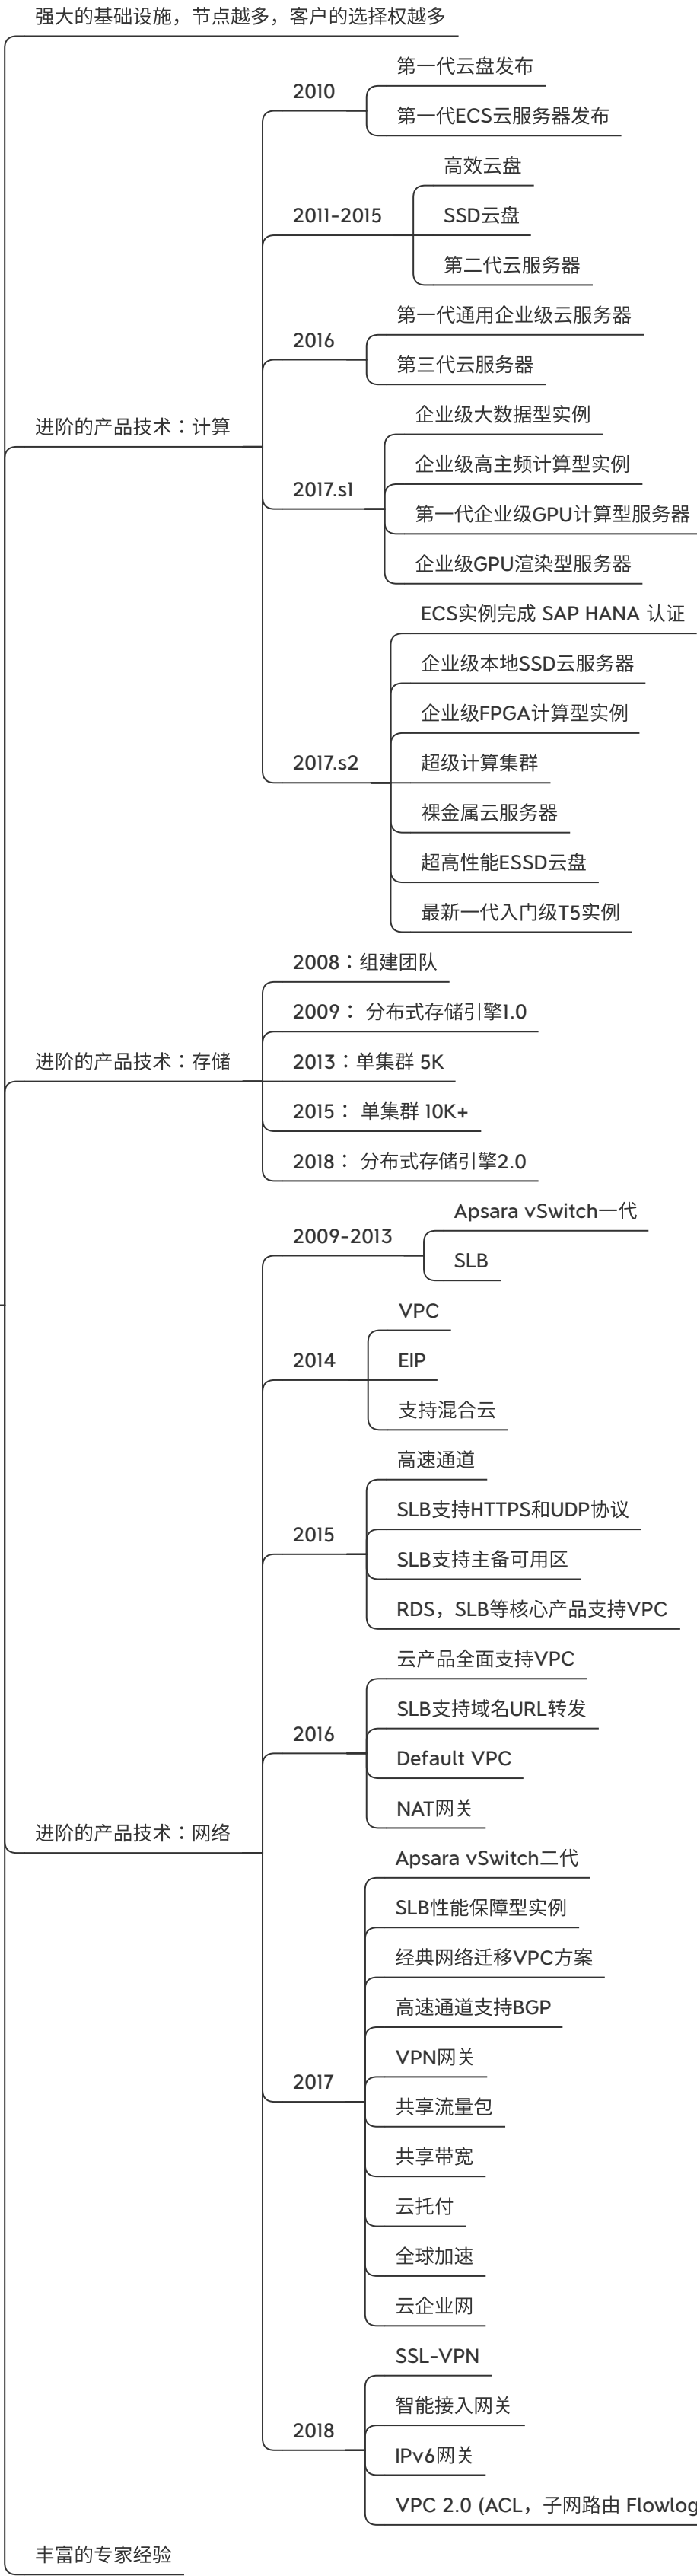 强大的基础设施，节点越多，客户的选择权越多
进阶的产品技术：计算
2010
第一代云盘发布
第一代ECS云服务器发布
2011-2015
高效云盘
SSD云盘
第二代云服务器
2016
第一代通用企业级云服务器
第三代云服务器
2017.s1
企业级大数据型实例
企业级高主频计算型实例
第一代企业级GPU计算型服务器
企业级GPU渲染型服务器
2017.s2
ECS实例完成 SAP HANA 认证
企业级本地SSD云服务器
企业级FPGA计算型实例
超级计算集群
裸金属云服务器
超高性能ESSD云盘
最新一代入门级T5实例
进阶的产品技术：存储
2008：组建团队
2009： 分布式存储引擎1.0
2013：单集群 5K
2015： 单集群 10K+
2018： 分布式存储引擎2.0
进阶的产品技术：网络
2009-2013
Apsara vSwitch一代
SLB
2014
VPC
EIP
支持混合云
2015
高速通道
SLB支持HTTPS和UDP协议
SLB支持主备可用区
RDS，SLB等核心产品支持VPC
2016
云产品全面支持VPC
SLB支持域名URL转发
Default VPC
NAT网关
2017
Apsara vSwitch二代
SLB性能保障型实例
经典网络迁移VPC方案
高速通道支持BGP
VPN网关
共享流量包
共享带宽
云托付
全球加速
云企业网
2018
SSL-VPN
智能接入网关
IPv6网关
VPC 2.0 (ACL，子网路由 Flowlog
丰富的专家经验